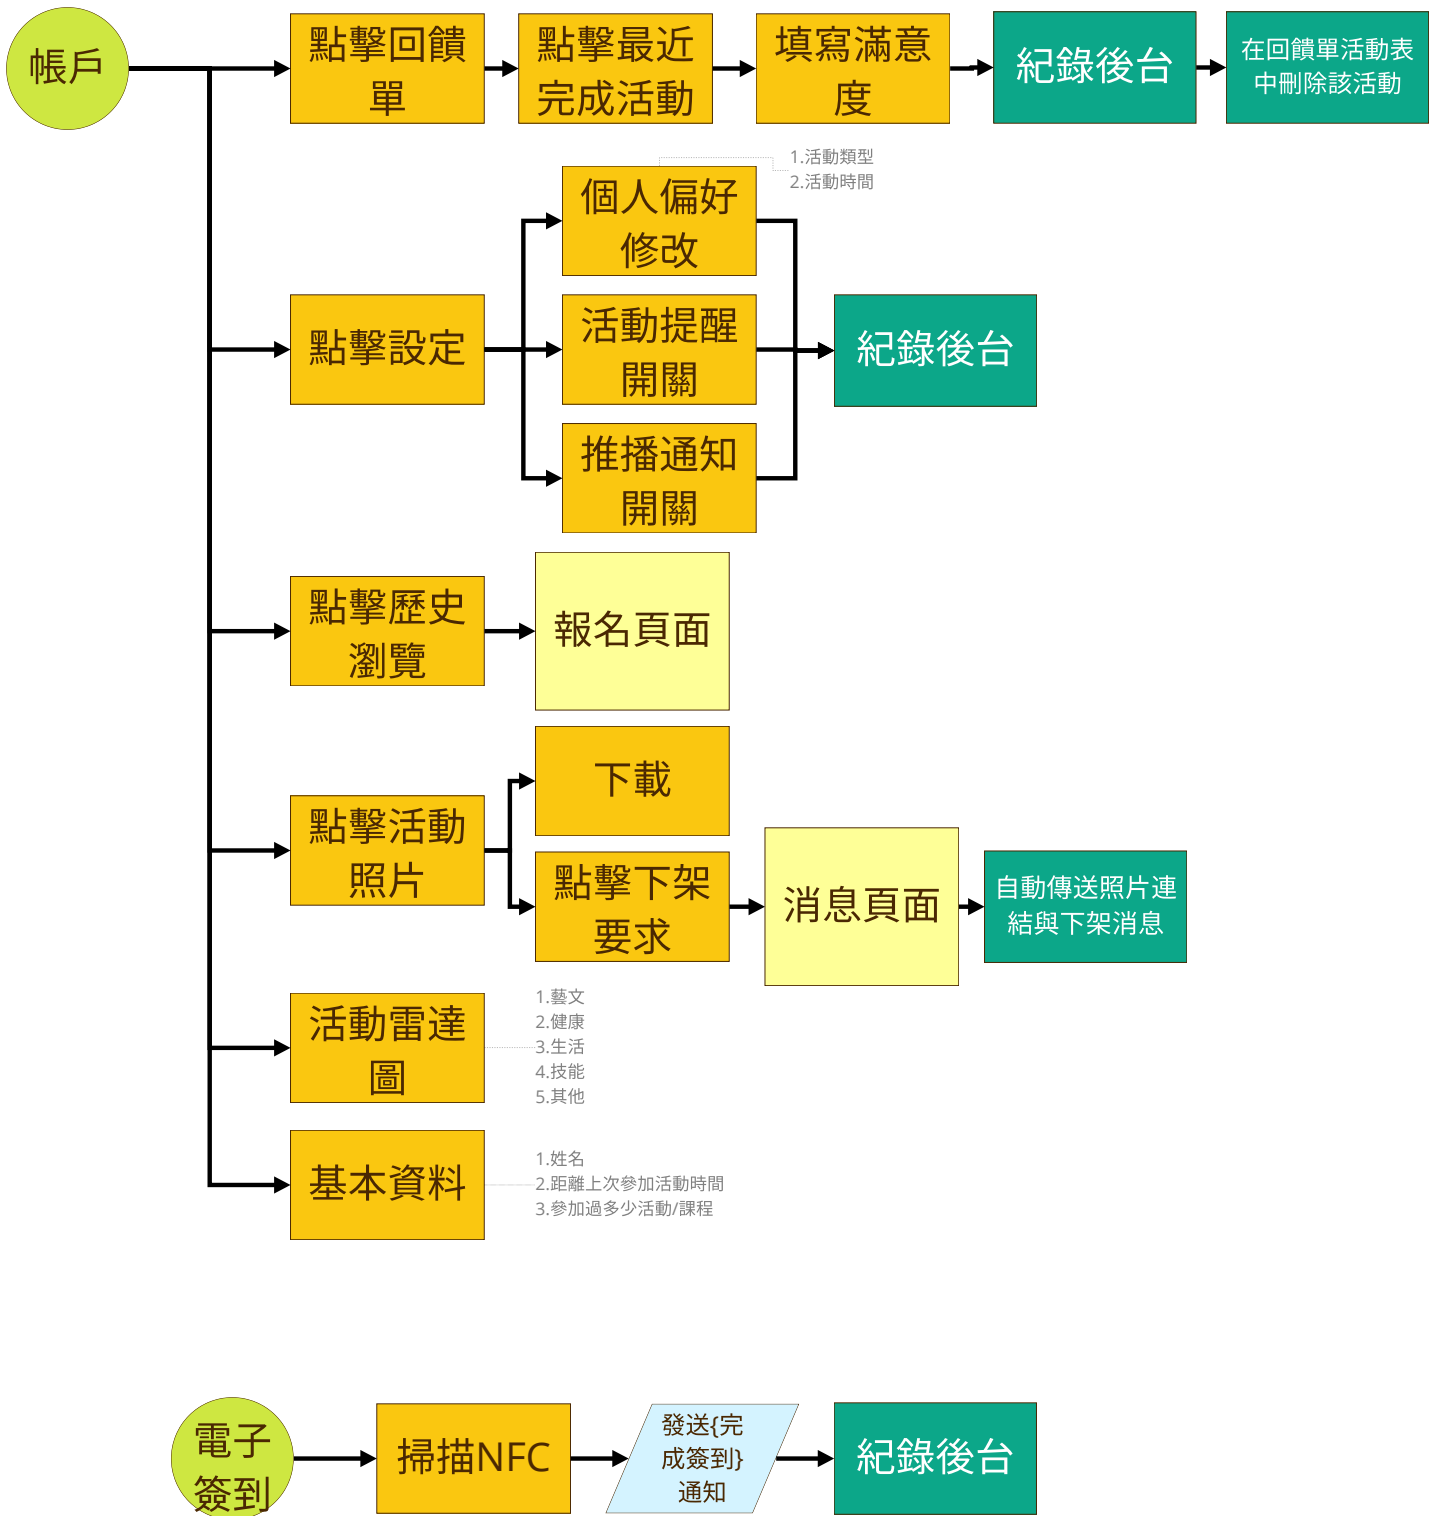 帳戶
點擊回饋
單
點擊最近
完成活動
填寫滿意
度
紀錄後台
在回饋單活動表
中刪除該活動
1.活動類型
2.活動時間
個人偏好
修改
點擊設定
活動提醒
開關
推播通知
開關
紀錄後台
點擊歷史
瀏覽
報名頁面
點擊活動
照片
下載
點擊下架
要求
消息頁面
自動傳送照片連
結與下架消息
活動雷達
圖
1.藝文
2.健康
3.生活
4.技能
5.其他
基本資料
1.姓名
2.距離上次參加活動時間
3.參加過多少活動/課程
電子
簽到
掃描NFC
發送{完
成簽到}
通知
紀錄後台